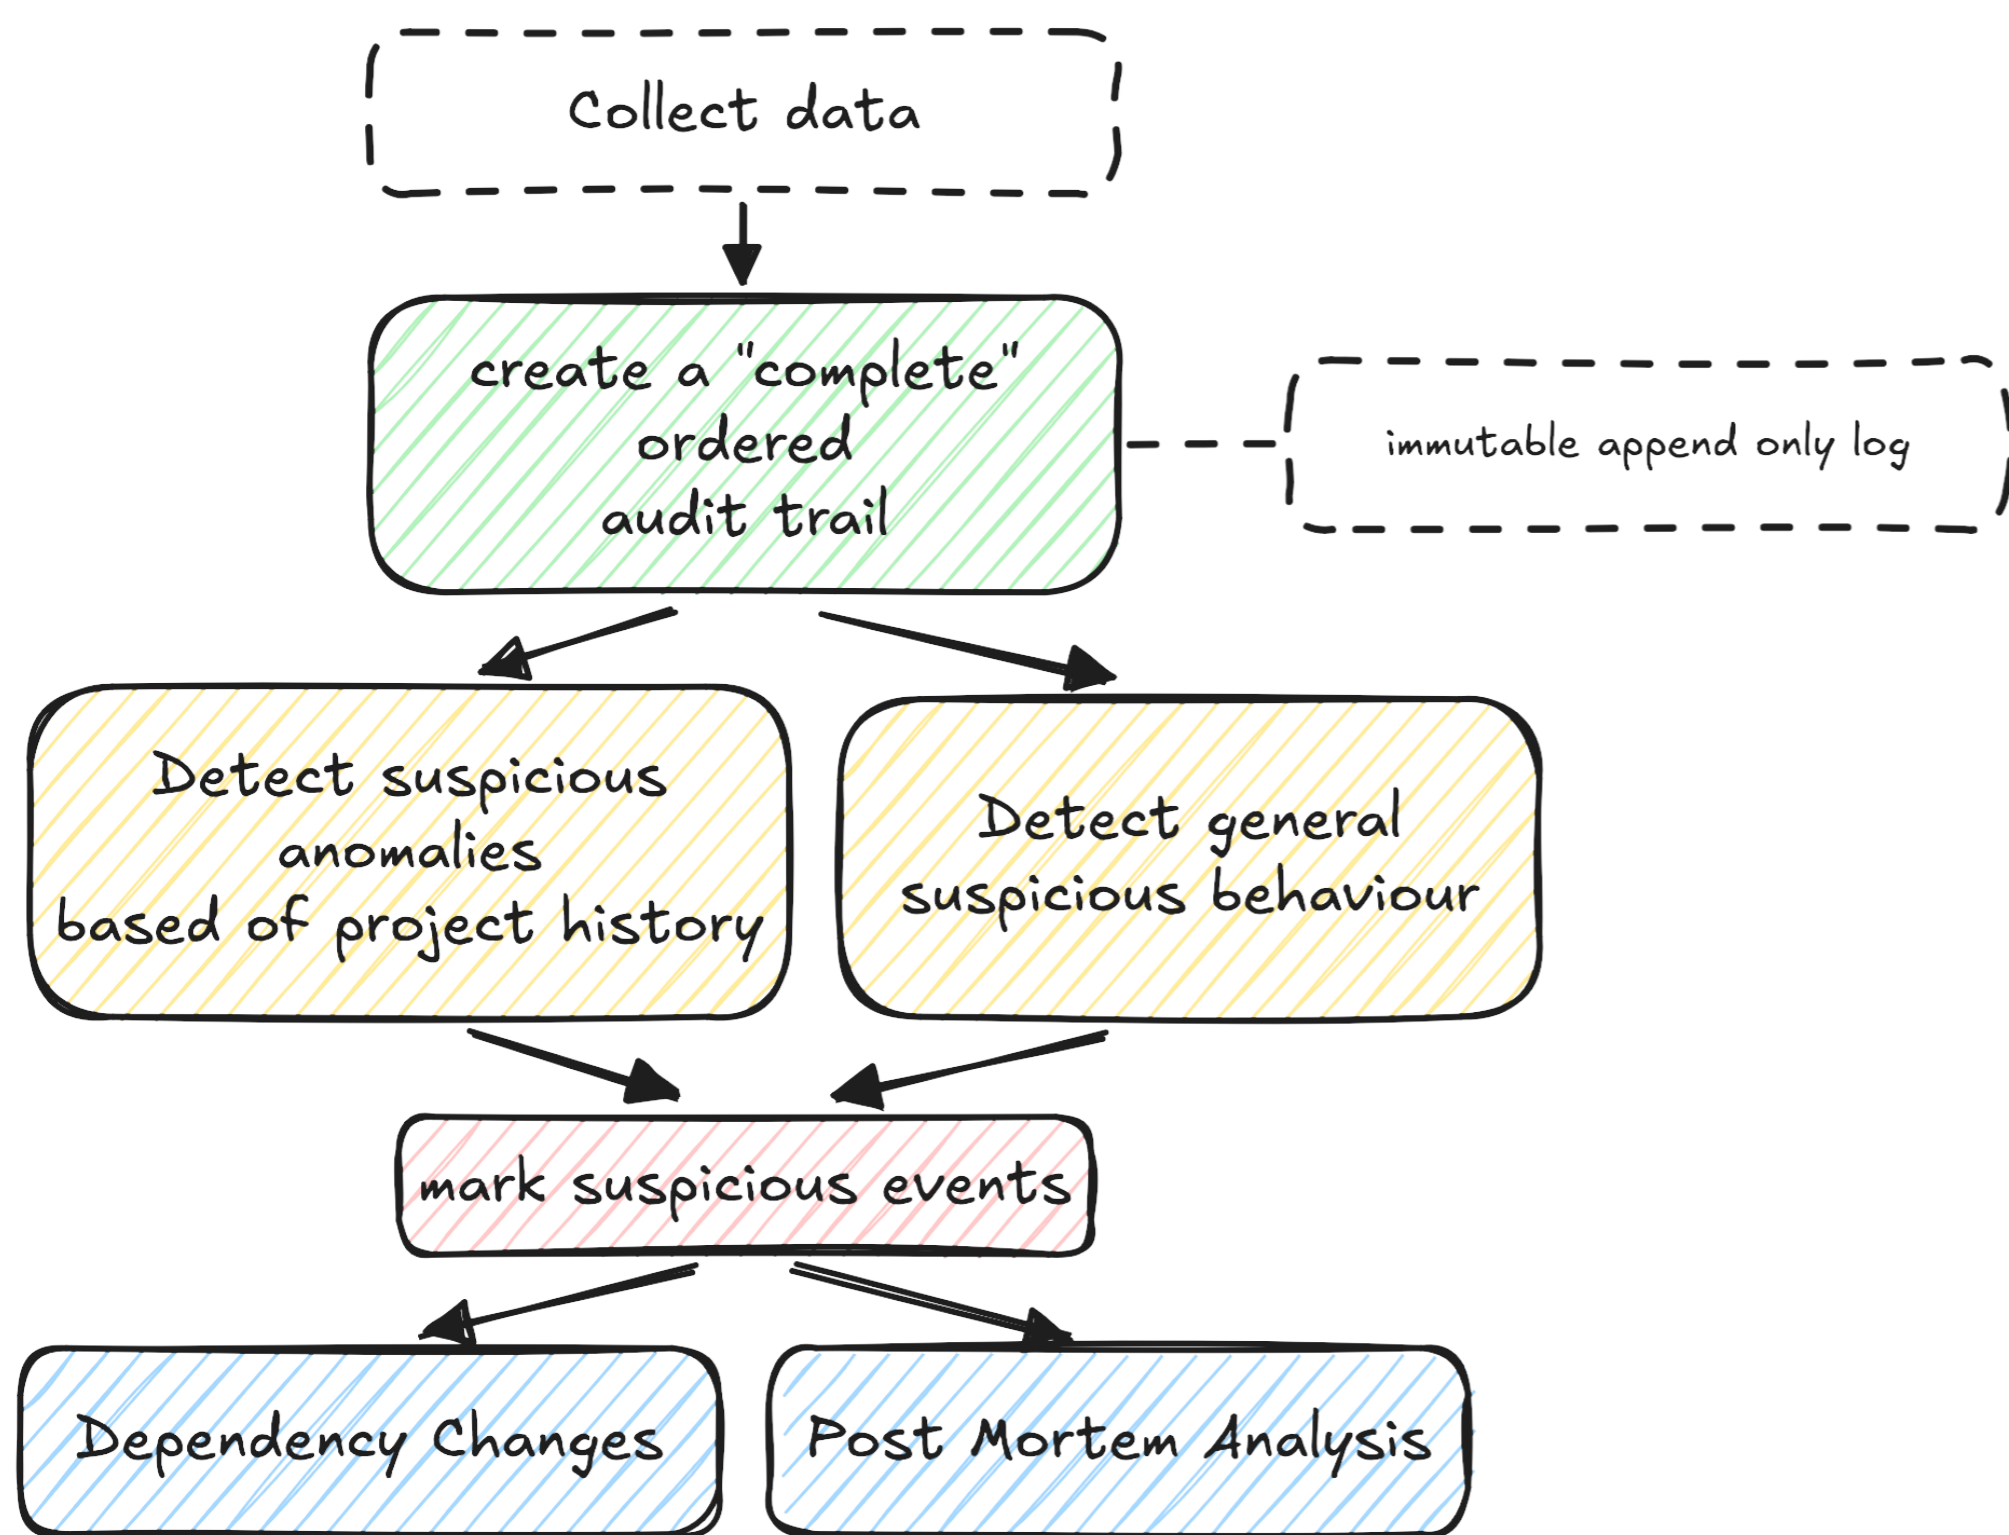 Collect data
create a "complete"
ordered
audit trail
immutable append only log
Detect suspicious
anomalies
based of project history
Detect general
suspicious behaviour
mark suspicious events
Dependency Changes
Post Mortem Analysis